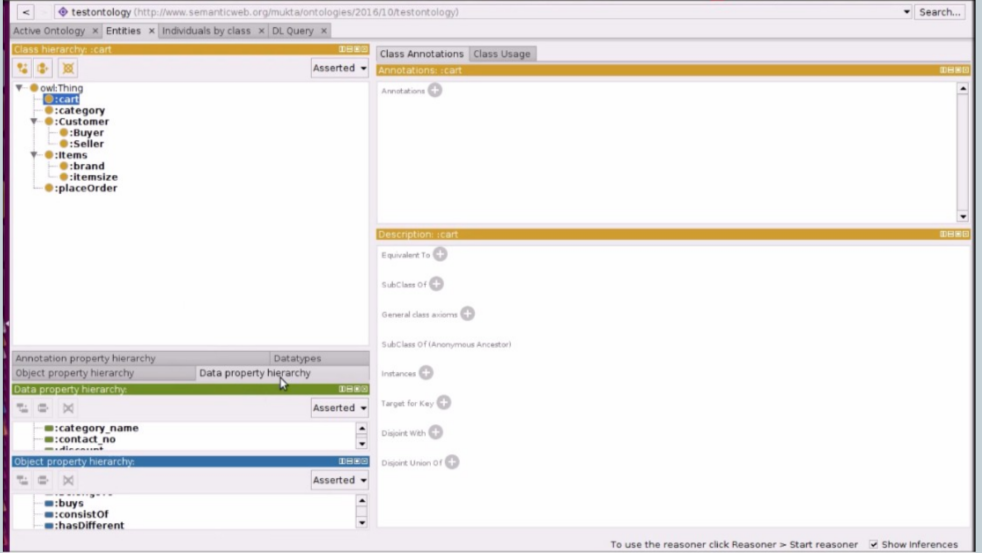 < testontology (http://www.semanticweb.org/mukta/ontologies/2016/10/testontology) Search...
Active Ontology × Entities × Individuals by class × DL Query ×
Class hierarchy: :cart
Asserted
owl:Thing
:cart
:category
:Customer
:Buyer
:Seller
:Items
:brand
:itemsize
:placeOrder
Annotation property hierarchy Datatypes
Object property hierarchy Data property hierarchy
Data property hierarchy:
Asserted
:category_name
:contact_no
:discount
Object property hierarchy:
Asserted
:buys
:consistOf
:hasDifferent
Class Annotations Class Usage
Annotations: :cart
Annotations
Description: :cart
Equivalent To
SubClass Of
General class axioms
SubClass Of (Anonymous Ancestor)
Instances
Target for Key
Disjoint With
Disjoint Union Of
To use the reasoner click Reasoner > Start reasoner Show Inferences